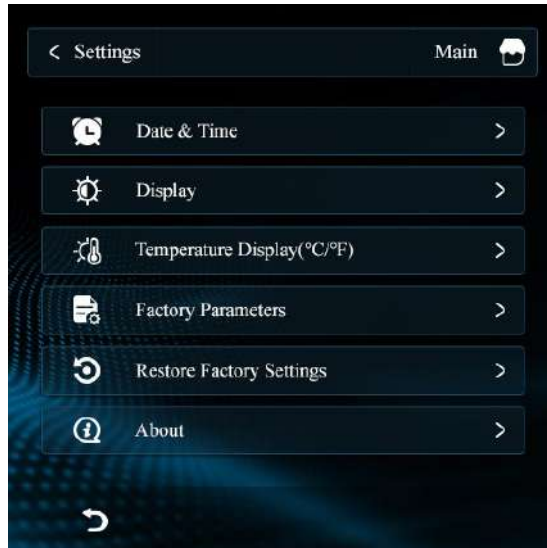 < Settings Main
Date & Time >
Display >
Temperature Display(°C/°F) >
Factory Parameters >
Restore Factory Settings >
About >